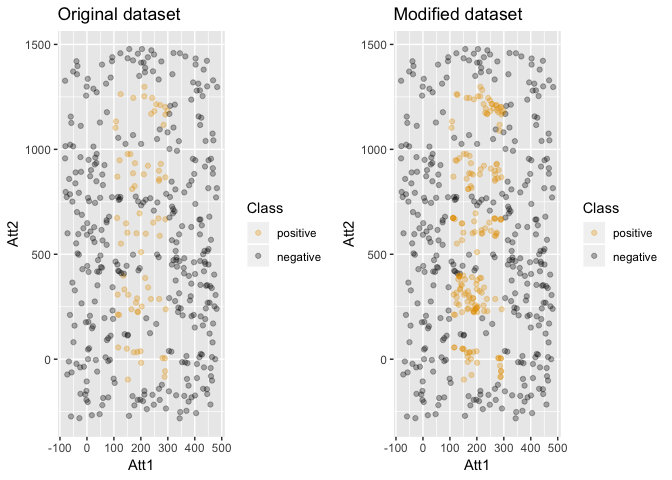 Original dataset
1500
1000
500
0
Att2
-100 0 100 200 300 400 500
Att1
Class
positive
negative
Modified dataset
1500
1000
500
0
Att2
-100 0 100 200 300 400 500
Att1
Class
positive
negative